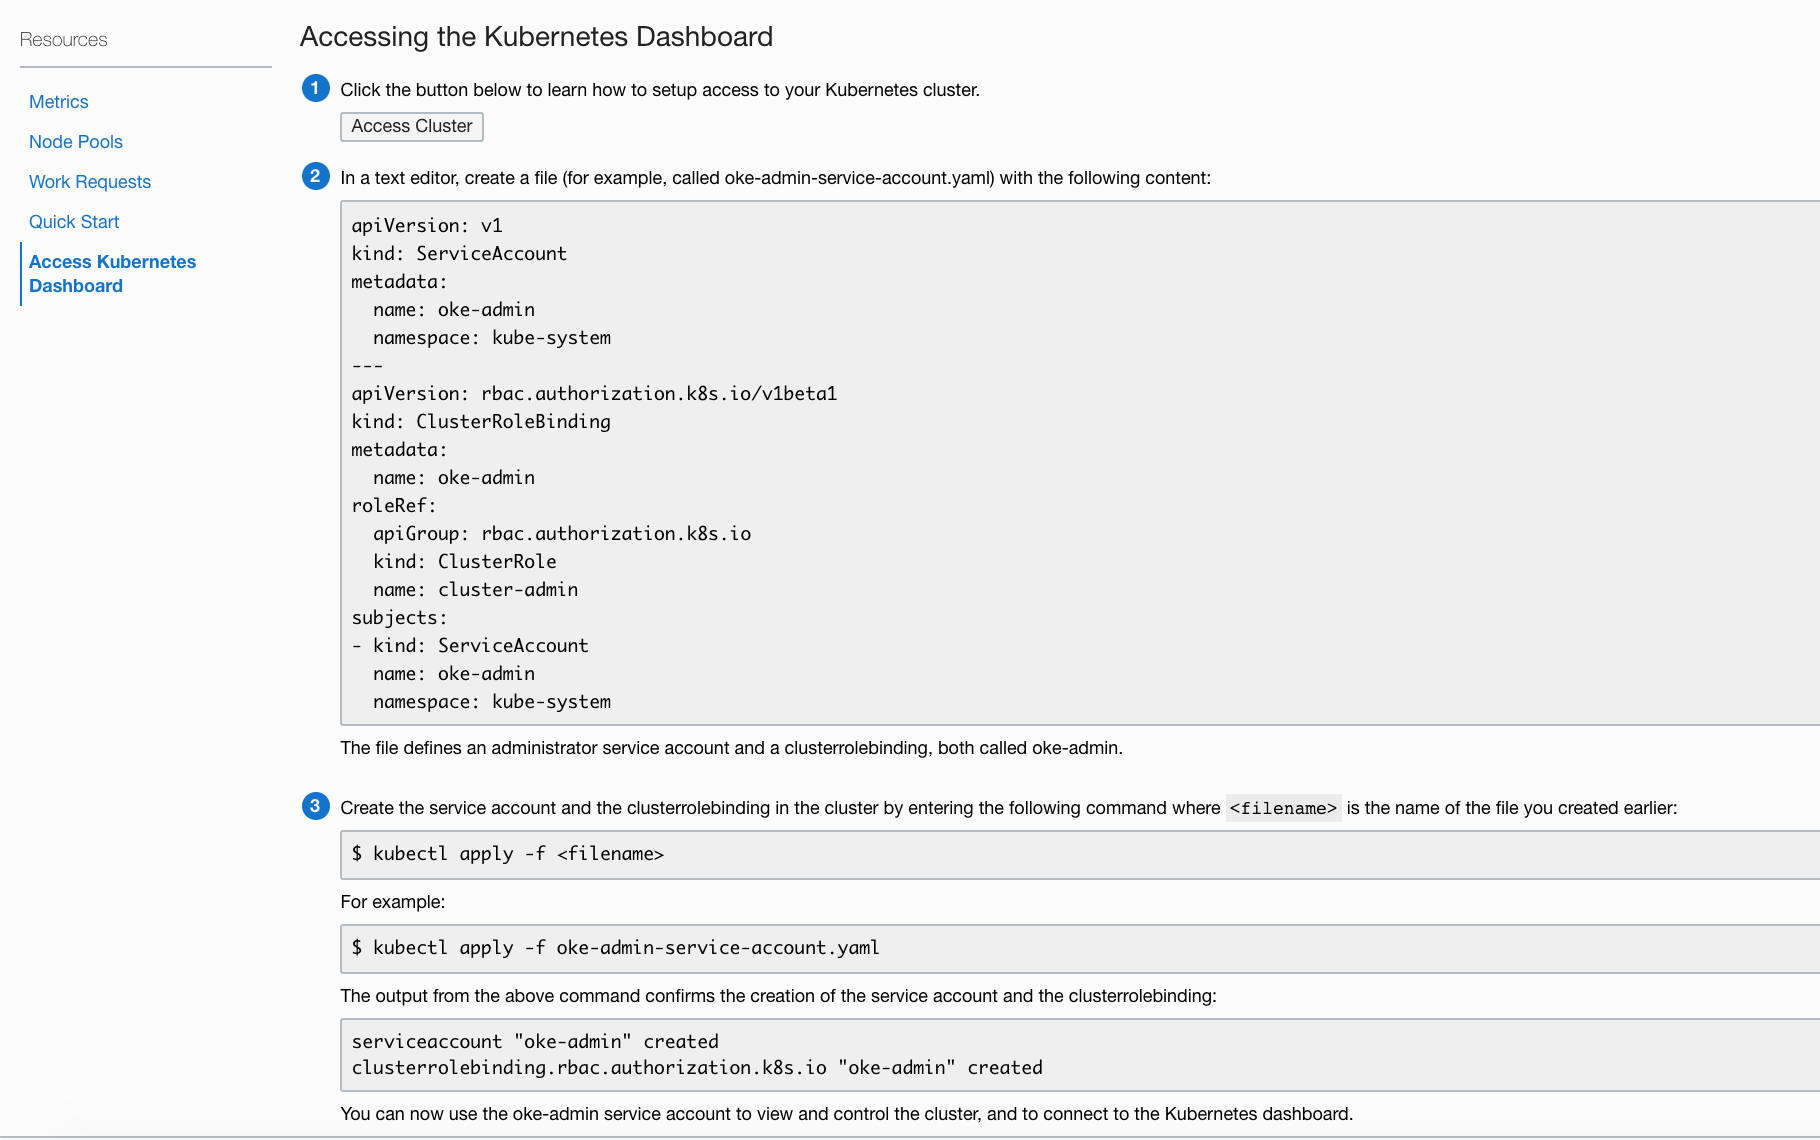 Resources
Metrics
Node Pools
Work Requests
Quick Start
Access Kubernetes
Dashboard
Accessing the Kubernetes Dashboard
1 Click the button below to learn how to setup access to your Kubernetes cluster.
Access Cluster
2 In a text editor, create a file (for example, called oke-admin-service-account.yaml) with the following content:
apiVersion: v1
kind: ServiceAccount
metadata:
  name: oke-admin
  namespace: kube-system
---
apiVersion: rbac.authorization.k8s.io/v1beta1
kind: ClusterRoleBinding
metadata:
  name: oke-admin
roleRef:
  apiGroup: rbac.authorization.k8s.io
  kind: ClusterRole
  name: cluster-admin
subjects:
- kind: ServiceAccount
  name: oke-admin
  namespace: kube-system
The file defines an administrator service account and a clusterrolebinding, both called oke-admin.
3 Create the service account and the clusterrolebinding in the cluster by entering the following command where <filename> is the name of the file you created earlier:
$ kubectl apply -f <filename>
For example:
$ kubectl apply -f oke-admin-service-account.yaml
The output from the above command confirms the creation of the service account and the clusterrolebinding:
serviceaccount "oke-admin" created
clusterrolebinding.rbac.authorization.k8s.io "oke-admin" created
You can now use the oke-admin service account to view and control the cluster, and to connect to the Kubernetes dashboard.